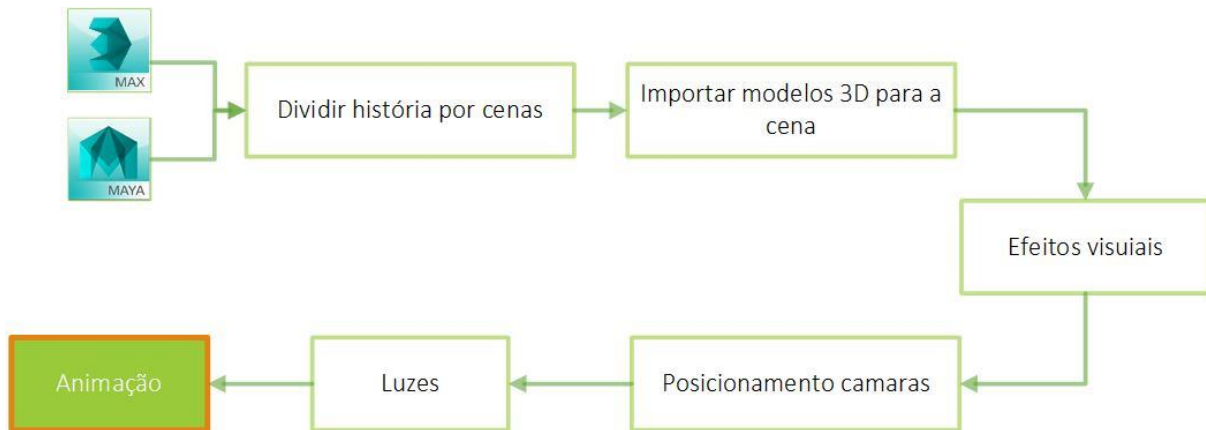 MAX
MAYA
Dividir história por cenas
Importar modelos 3D para a
cena
Efeitos visuiais
Posicionamento camaras
Luzes
Animação